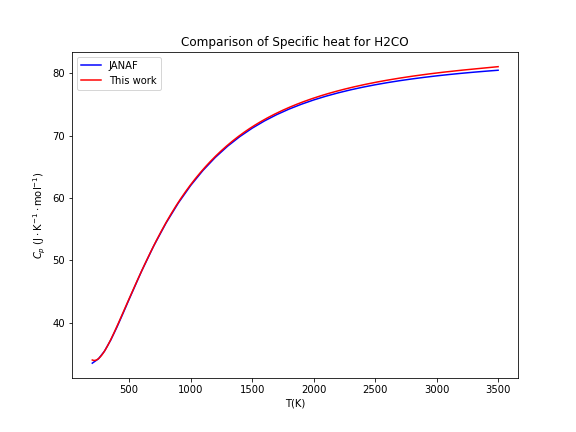 Comparison of Specific heat for H2CO
JANAF
This work
80
70
60
50
40
$C_p$ (J · K⁻¹ · mol⁻¹)
500 1000 1500 2000 2500 3000 3500
T(K)